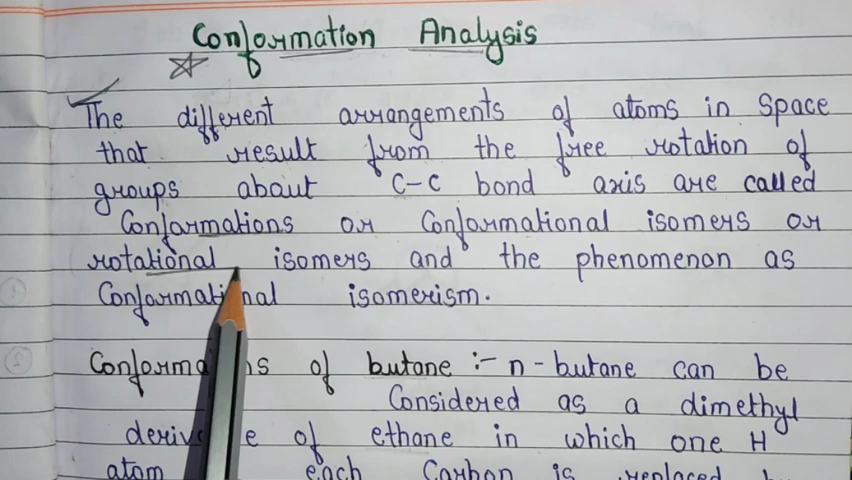 Conformation Analysis
The different arrangements of atoms in Space
that result from the free rotation of
groups about C-C bond axis are called
Conformations or Conformational isomers or
rotational isomers and the phenomenon as
Conformational isomerism.
of butane :- n-butane can be
Considered as a dimethyl
of ethane in which one H
atom each Carbon is replaced by